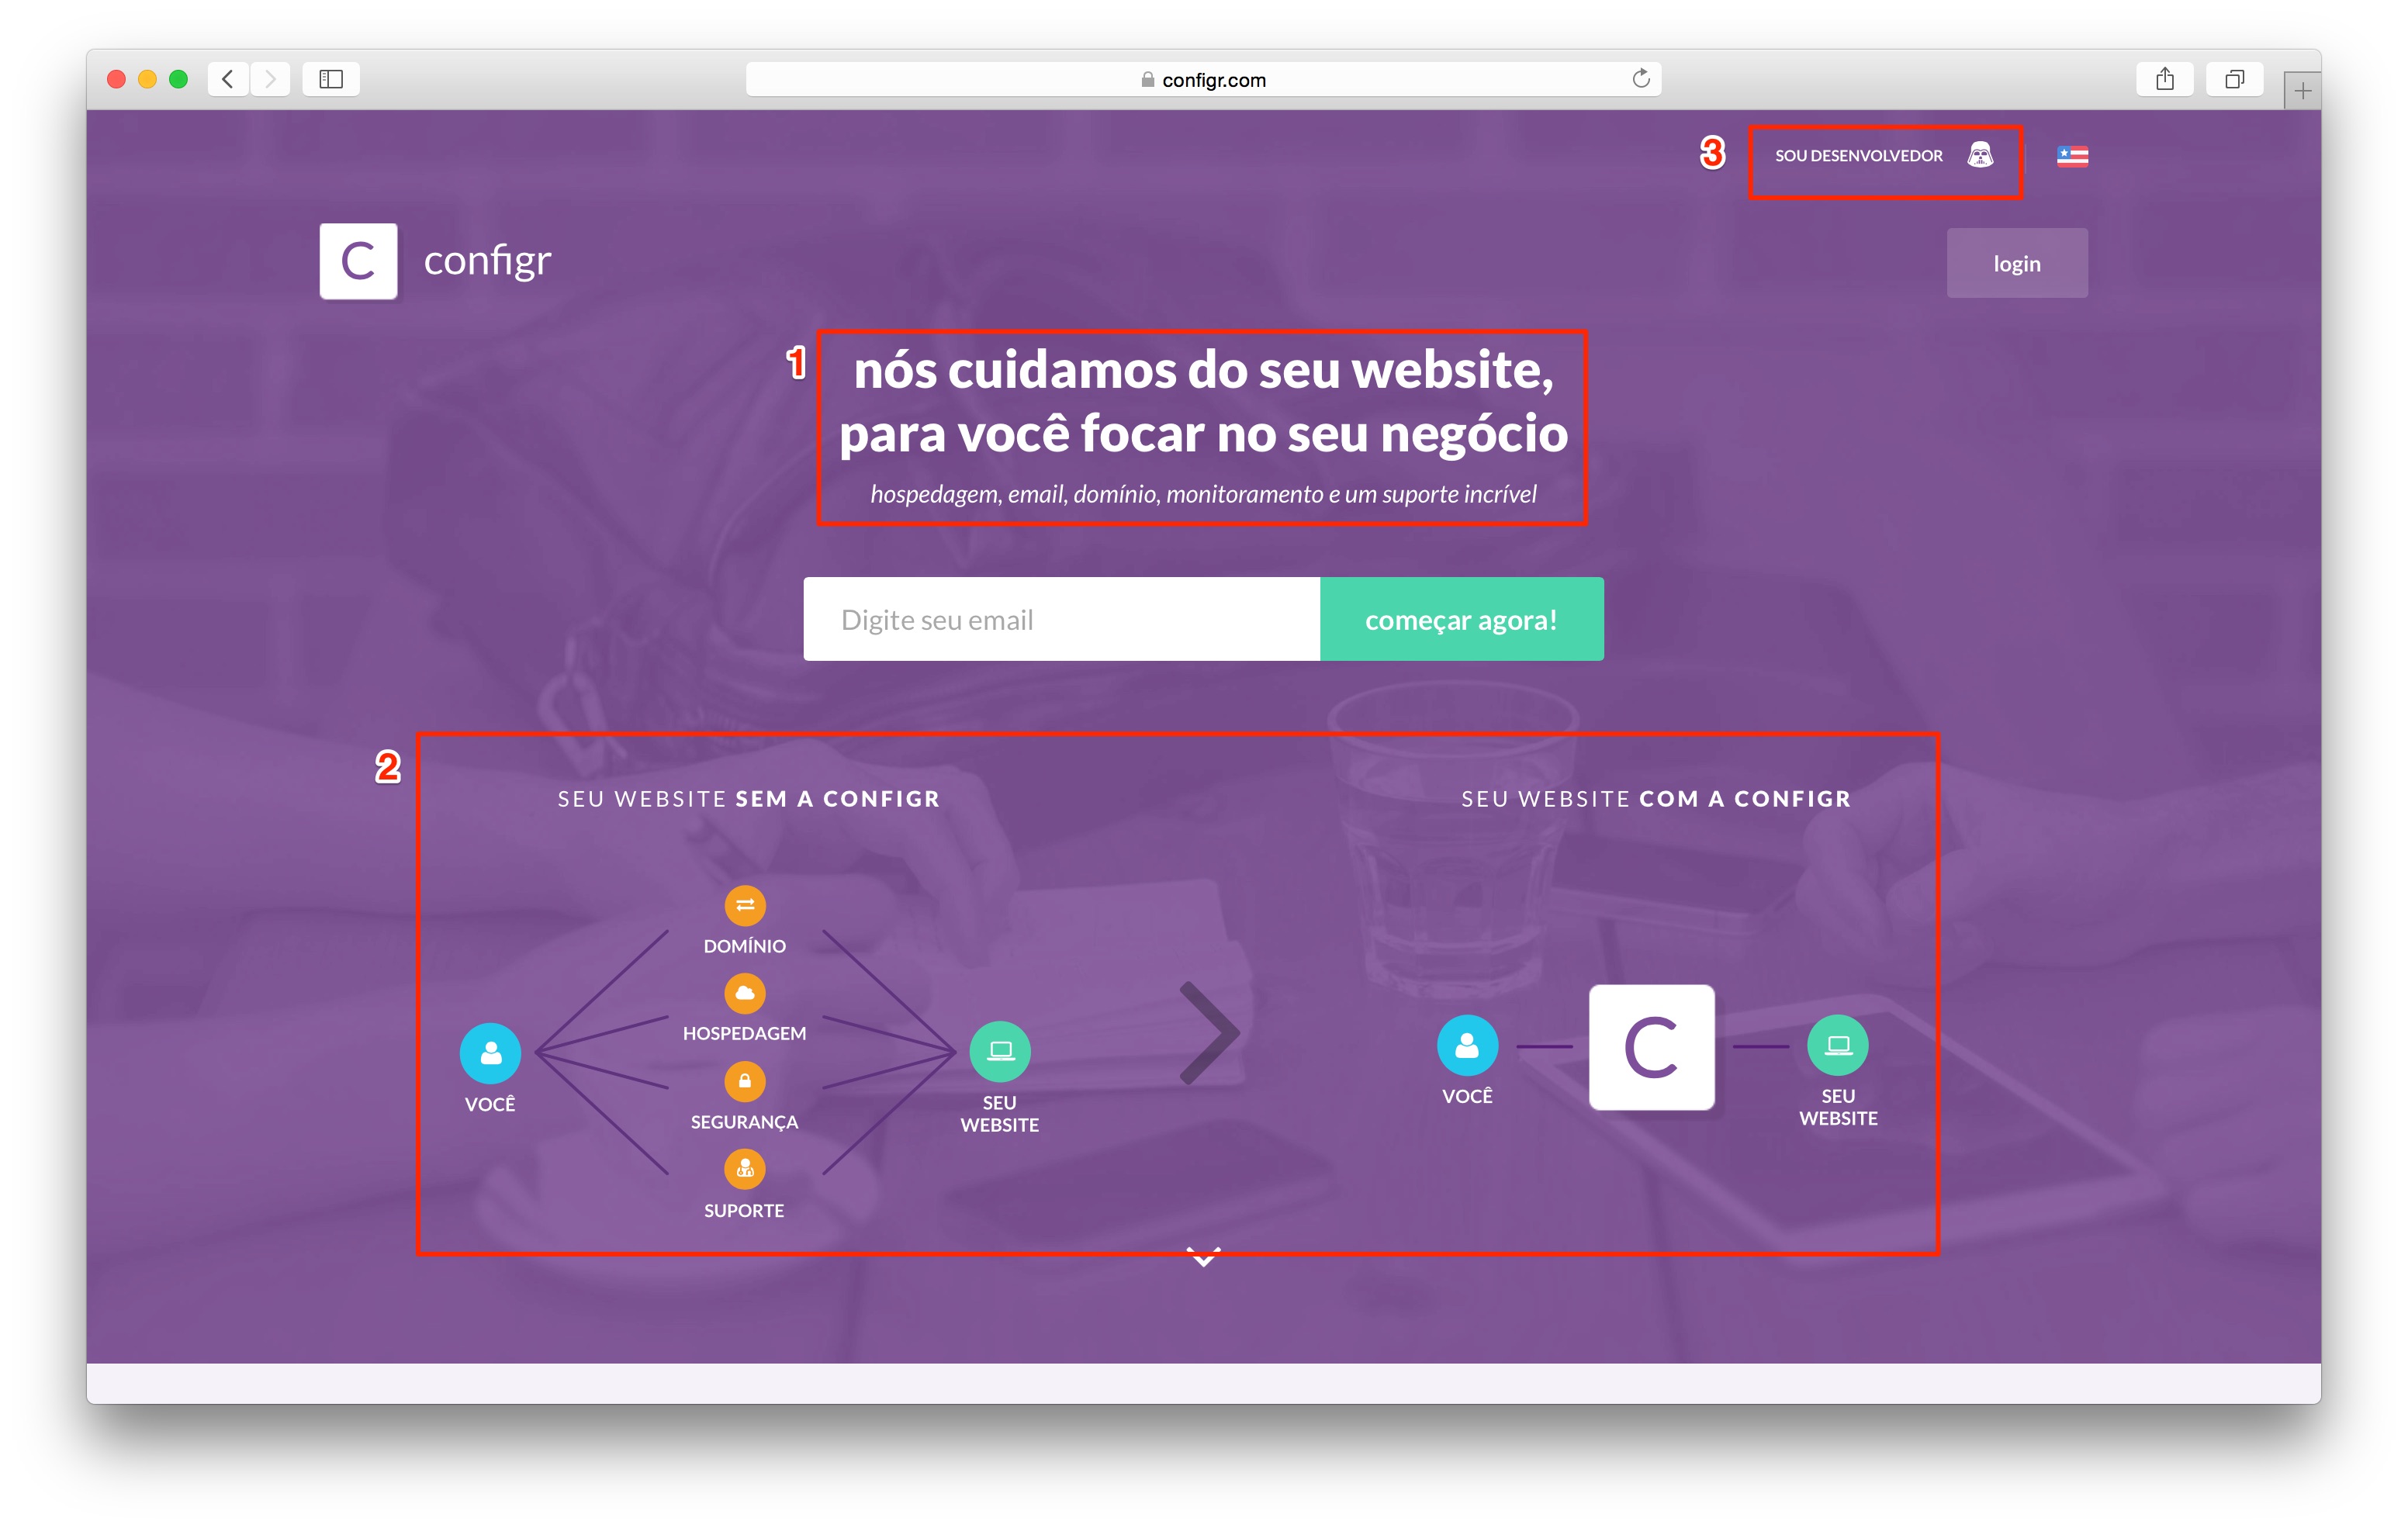 configr.com
3
SOU DESENVOLVEDOR
C configr
login
1
nós cuidamos do seu website,
para você focar no seu negócio
hospedagem, email, domínio, monitoramento e um suporte incrível
Digite seu email
começar agora!
2
SEU WEBSITE SEM A CONFIGR
DOMÍNIO
HOSPEDAGEM
SEGURANÇA
SUPORTE
VOCÊ
SEU
WEBSITE
SEU WEBSITE COM A CONFIGR
VOCÊ
C
SEU
WEBSITE